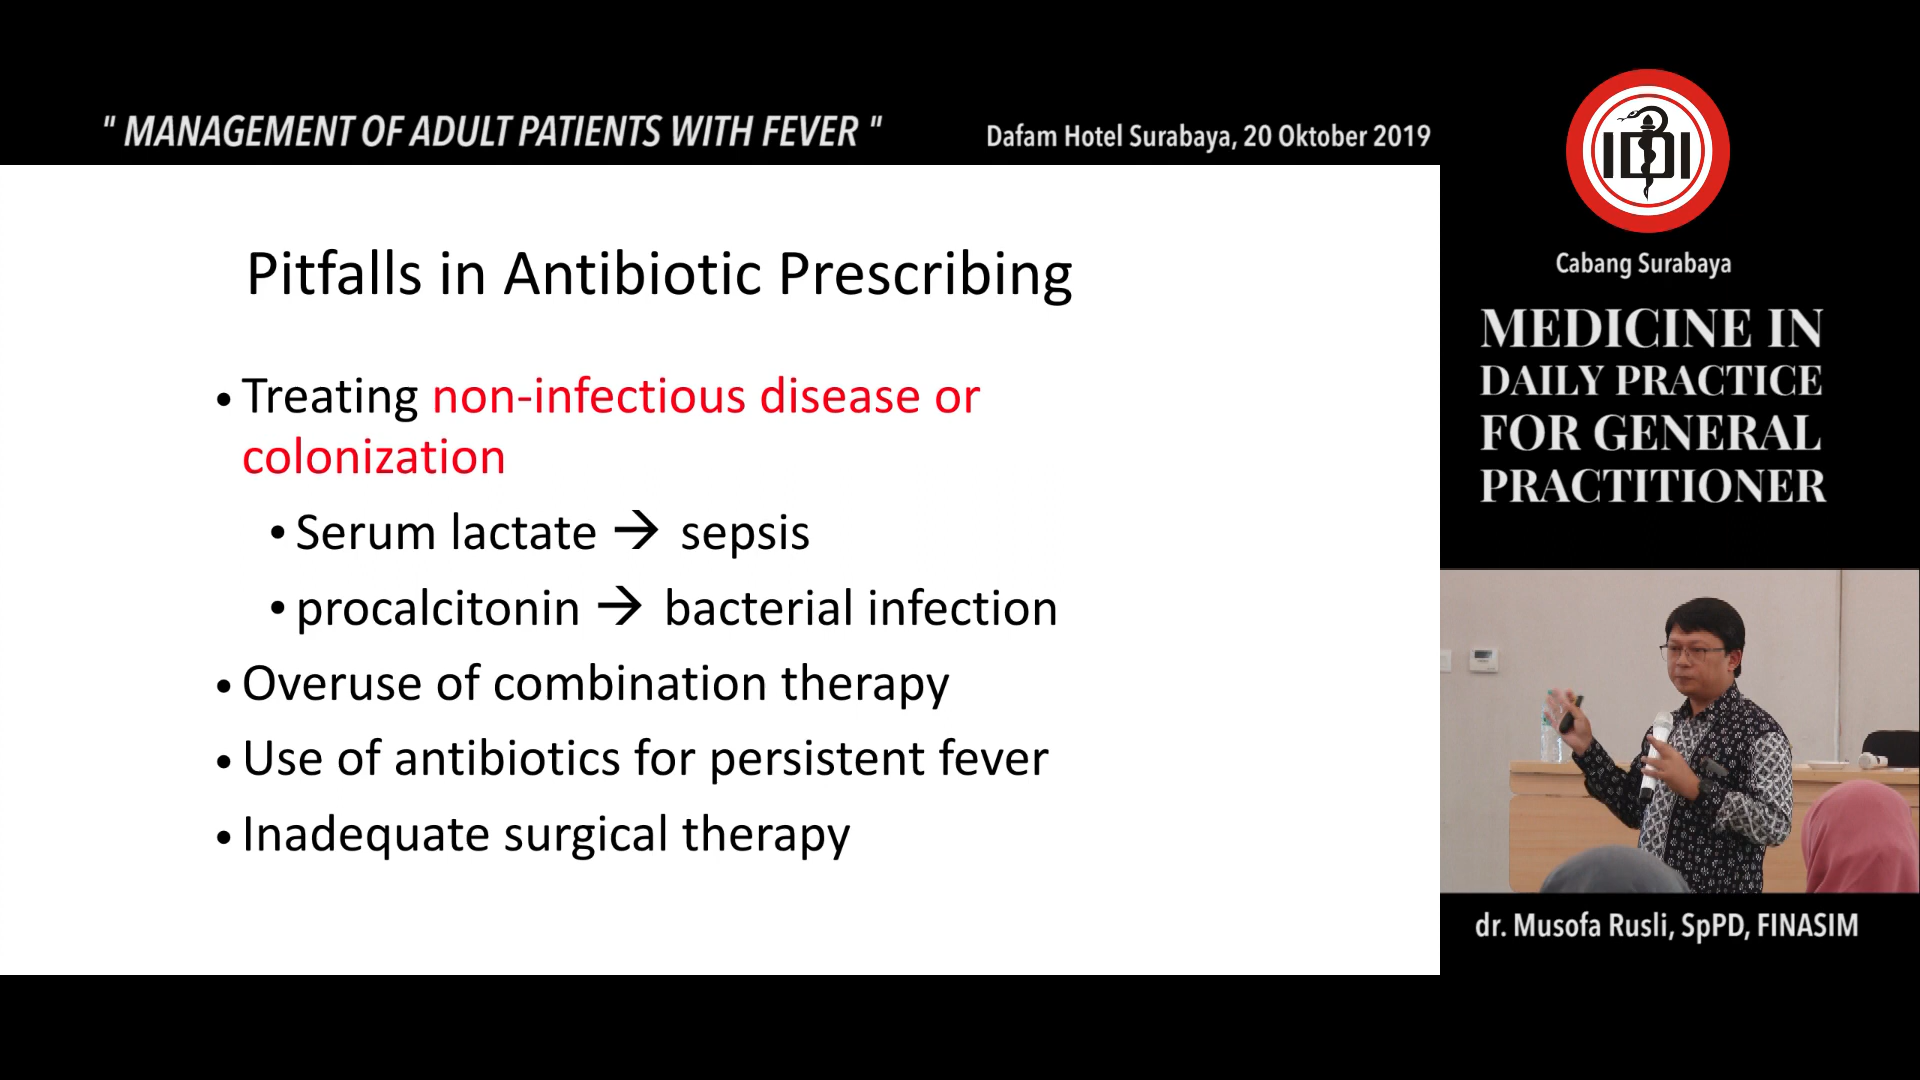 " MANAGEMENT OF ADULT PATIENTS WITH FEVER "
Dafam Hotel Surabaya, 20 Oktober 2019
Pitfalls in Antibiotic Prescribing
• Treating non-infectious disease or
colonization
• Serum lactate → sepsis
• procalcitonin → bacterial infection
• Overuse of combination therapy
• Use of antibiotics for persistent fever
• Inadequate surgical therapy
IDI
Cabang Surabaya
MEDICINE IN
DAILY PRACTICE
FOR GENERAL
PRACTITIONER
dr. Musofa Rusli, SpPD, FINASIM